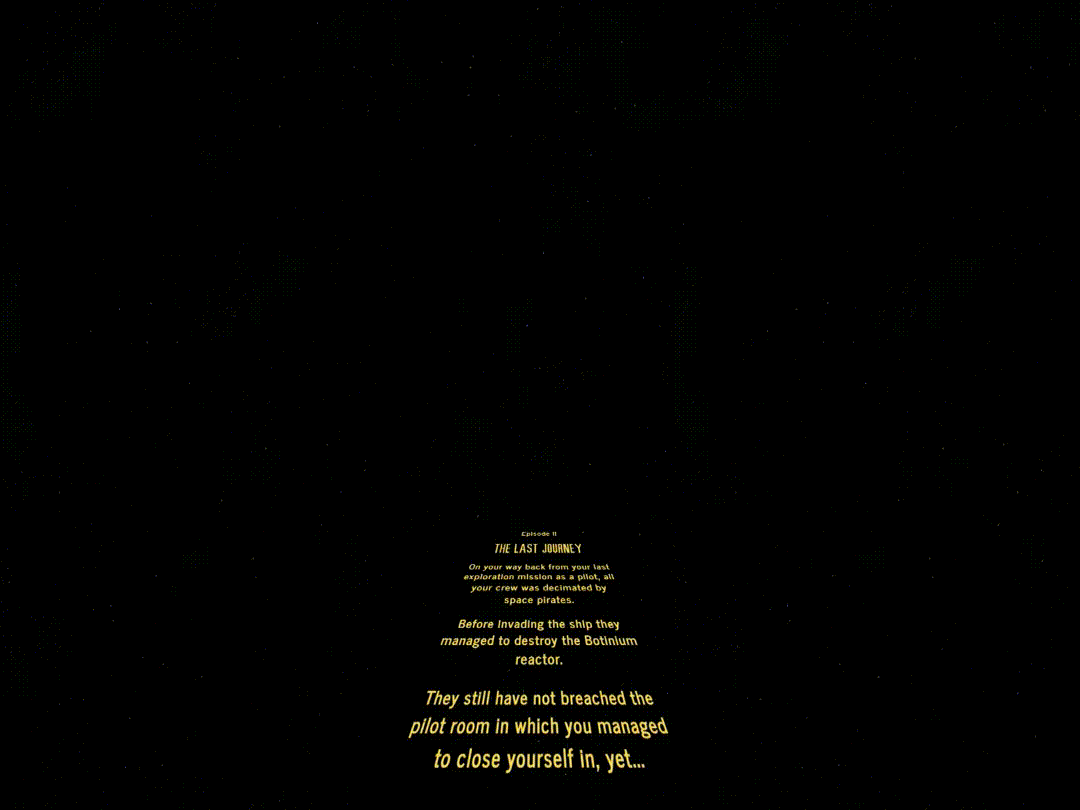 Episode II
THE LAST JOURNEY
On your way back from your last
exploration mission as a pilot, all
your crew was decimated by
space pirates.
Before invading the ship they
managed to destroy the Botinium
reactor.
They still have not breached the
pilot room in which you managed
to close yourself in, yet...